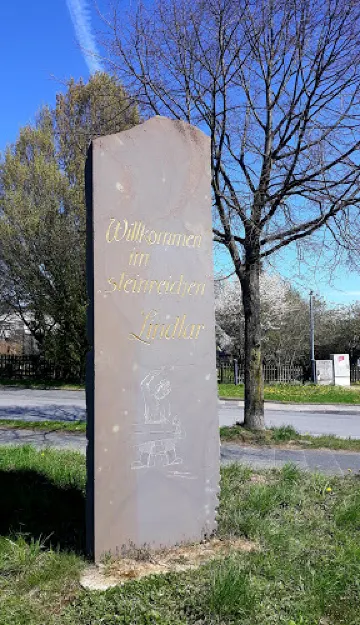 Willkommen
im
„steinreichen
Lindlar